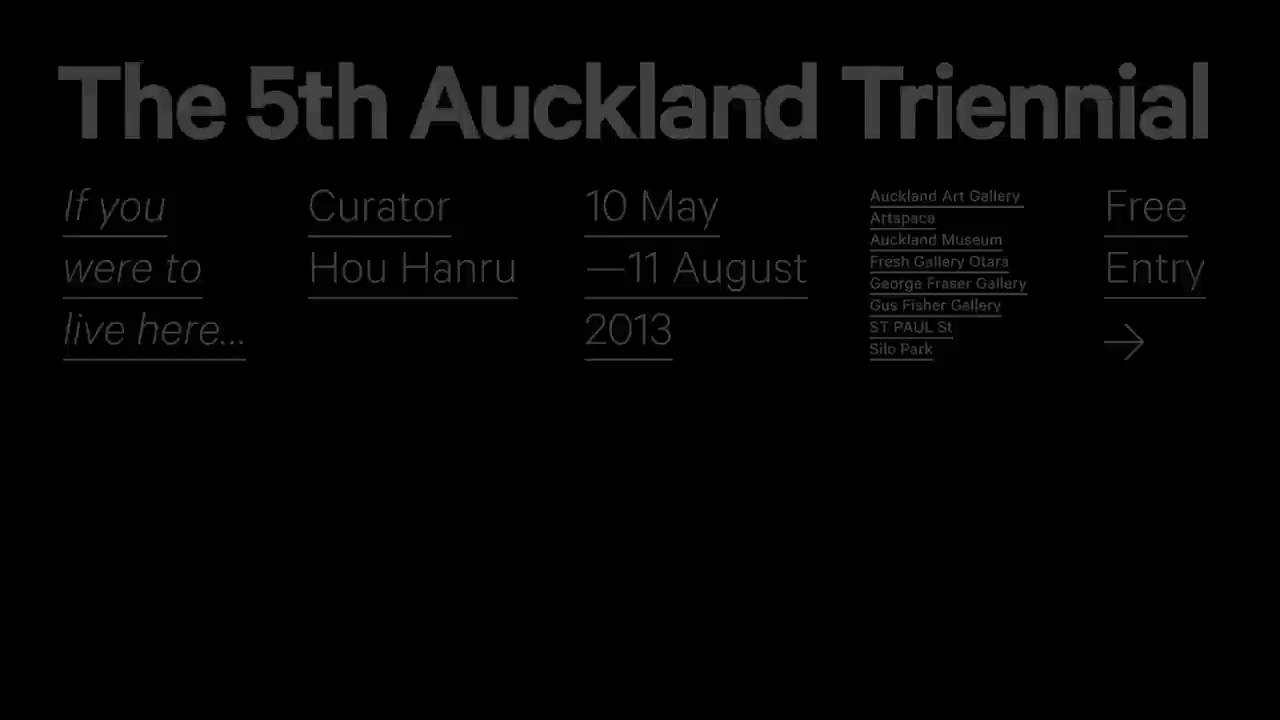 The 5th Auckland Triennial
If you
were to
live here...
Curator
Hou Hanru
10 May
—11 August
2013
Auckland Art Gallery
Artspace
Auckland Museum
Fresh Gallery Otara
George Fraser Gallery
Gus Fisher Gallery
ST PAUL St
Silo Park
Free
Entry
→